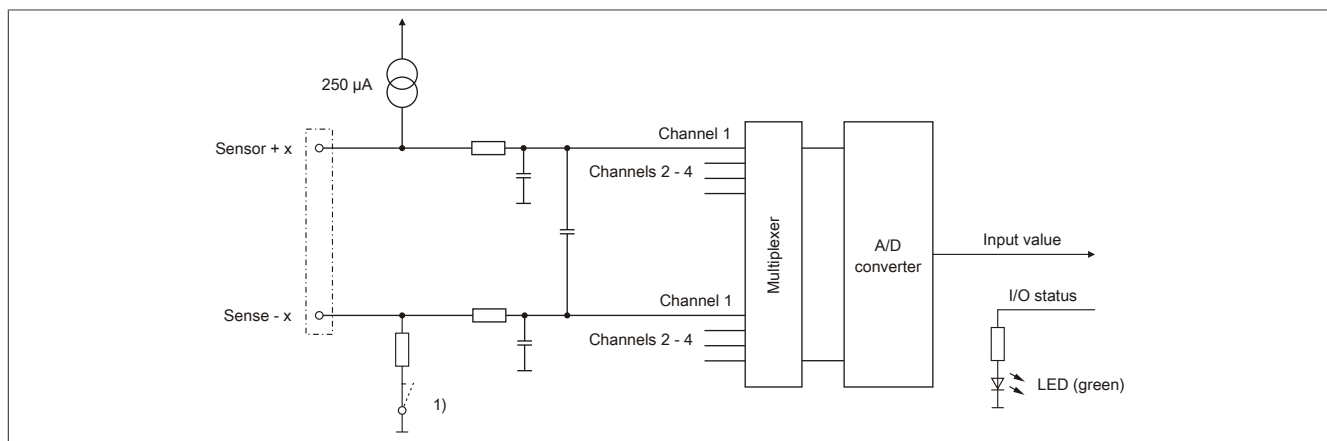 250 µA
Sensor + x
Channel 1
Channels 2 - 4
Multiplexer
A/D
converter
Input value
I/O status
Sense - x
Channel 1
Channels 2 - 4
LED (green)
1)